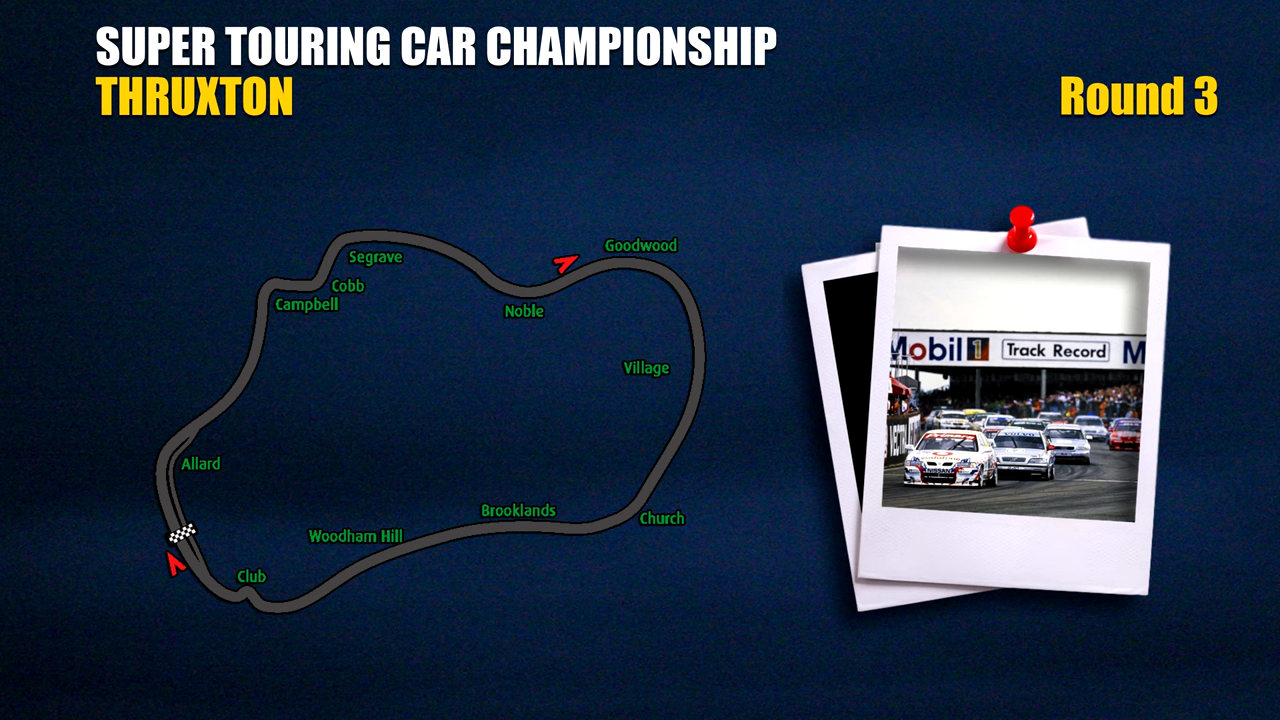 SUPER TOURING CAR CHAMPIONSHIP
THRUXTON
Round 3
Goodwood
Segrave
Cobb
Campbell
Noble
Village
Allard
Brooklands
Church
Woodham Hill
Club
Mobil 1
Track Record
M